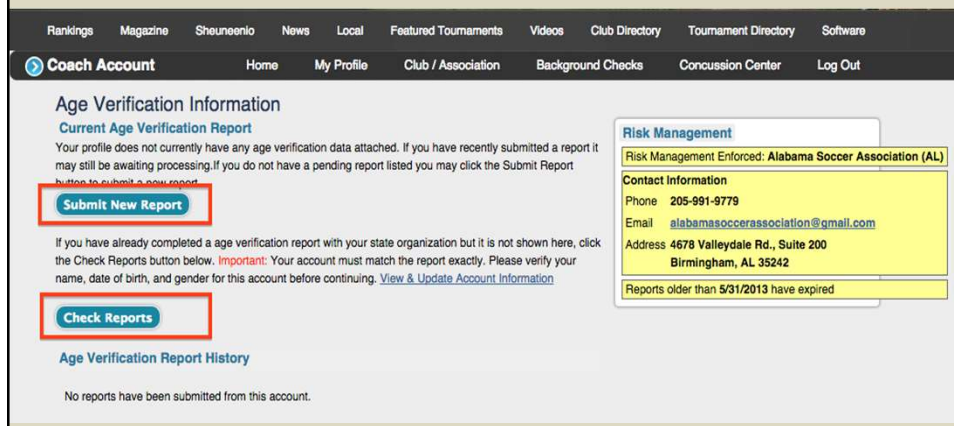 Rankings Magazine Sheuneenio News Local Featured Tournaments Videos Club Directory Tournament Directory Software
Coach Account Home My Profile Club / Association Background Checks Concussion Center Log Out
Age Verification Information
Current Age Verification Report
Your profile does not currently have any age verification data attached. If you have recently submitted a report it
may still be awaiting processing.If you do not have a pending report listed you may click the Submit Report
button to submit a new report
Submit New Report
If you have already completed a age verification report with your state organization but it is not shown here, click
the Check Reports button below. Important: Your account must match the report exactly. Please verify your
name, date of birth, and gender for this account before continuing. View & Update Account Information
Check Reports
Age Verification Report History
No reports have been submitted from this account.
Risk Management
Risk Management Enforced: Alabama Soccer Association (AL)
Contact Information
Phone 205-991-9779
Email alabamasoccerassociation@gmail.com
Address 4678 Valleydale Rd., Suite 200
Birmingham, AL 35242
Reports older than 5/31/2013 have expired